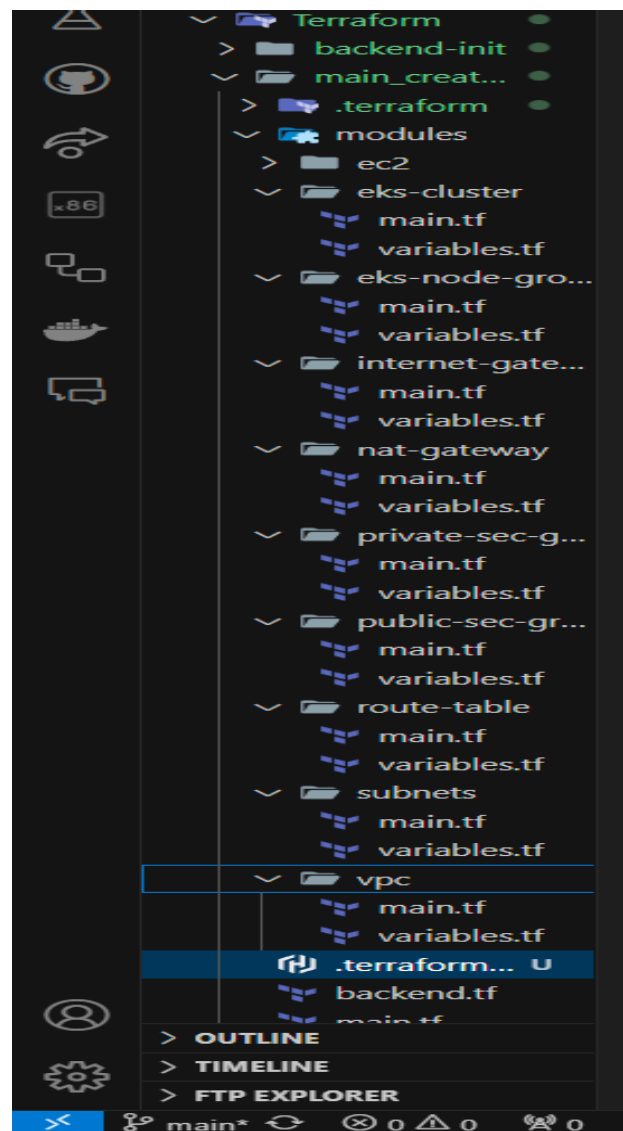 Terraform
backend-init
main_creat...
.terraform
modules
ec2
x86
eks-cluster
main.tf
variables.tf
eks-node-gro...
main.tf
variables.tf
internet-gate...
main.tf
variables.tf
nat-gateway
main.tf
variables.tf
private-sec-g...
main.tf
variables.tf
public-sec-gr...
main.tf
variables.tf
route-table
main.tf
variables.tf
subnets
main.tf
variables.tf
vpc
main.tf
variables.tf
.terraform... U
backend.tf
main.tf
OUTLINE
TIMELINE
FTP EXPLORER
main* 0 0 0